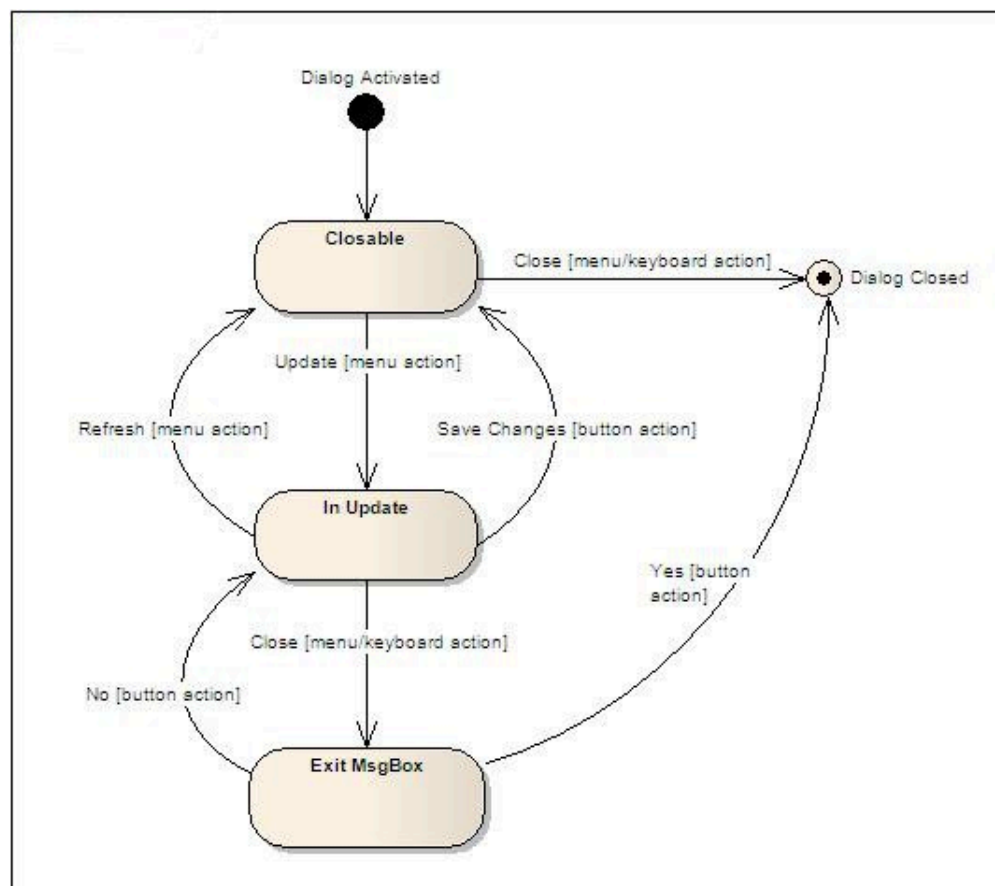 Dialog Activated
Closable
Close [menu/keyboard action]
Dialog Closed
Update [menu action]
Refresh [menu action]
Save Changes [button action]
In Update
Yes [button
action]
Close [menu/keyboard action]
No [button action]
Exit MsgBox